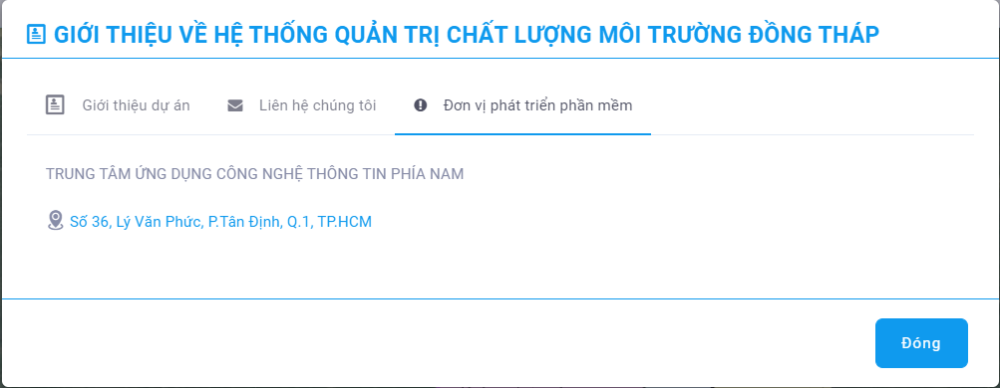 GIỚI THIỆU VỀ HỆ THỐNG QUẢN TRỊ CHẤT LƯỢNG MÔI TRƯỜNG ĐỒNG THÁP
Giới thiệu dự án Liên hệ chúng tôi Đơn vị phát triển phần mềm
TRUNG TÂM ỨNG DỤNG CÔNG NGHỆ THÔNG TIN PHÍA NAM
Số 36, Lý Văn Phức, P.Tân Định, Q.1, TP.HCM
Đóng